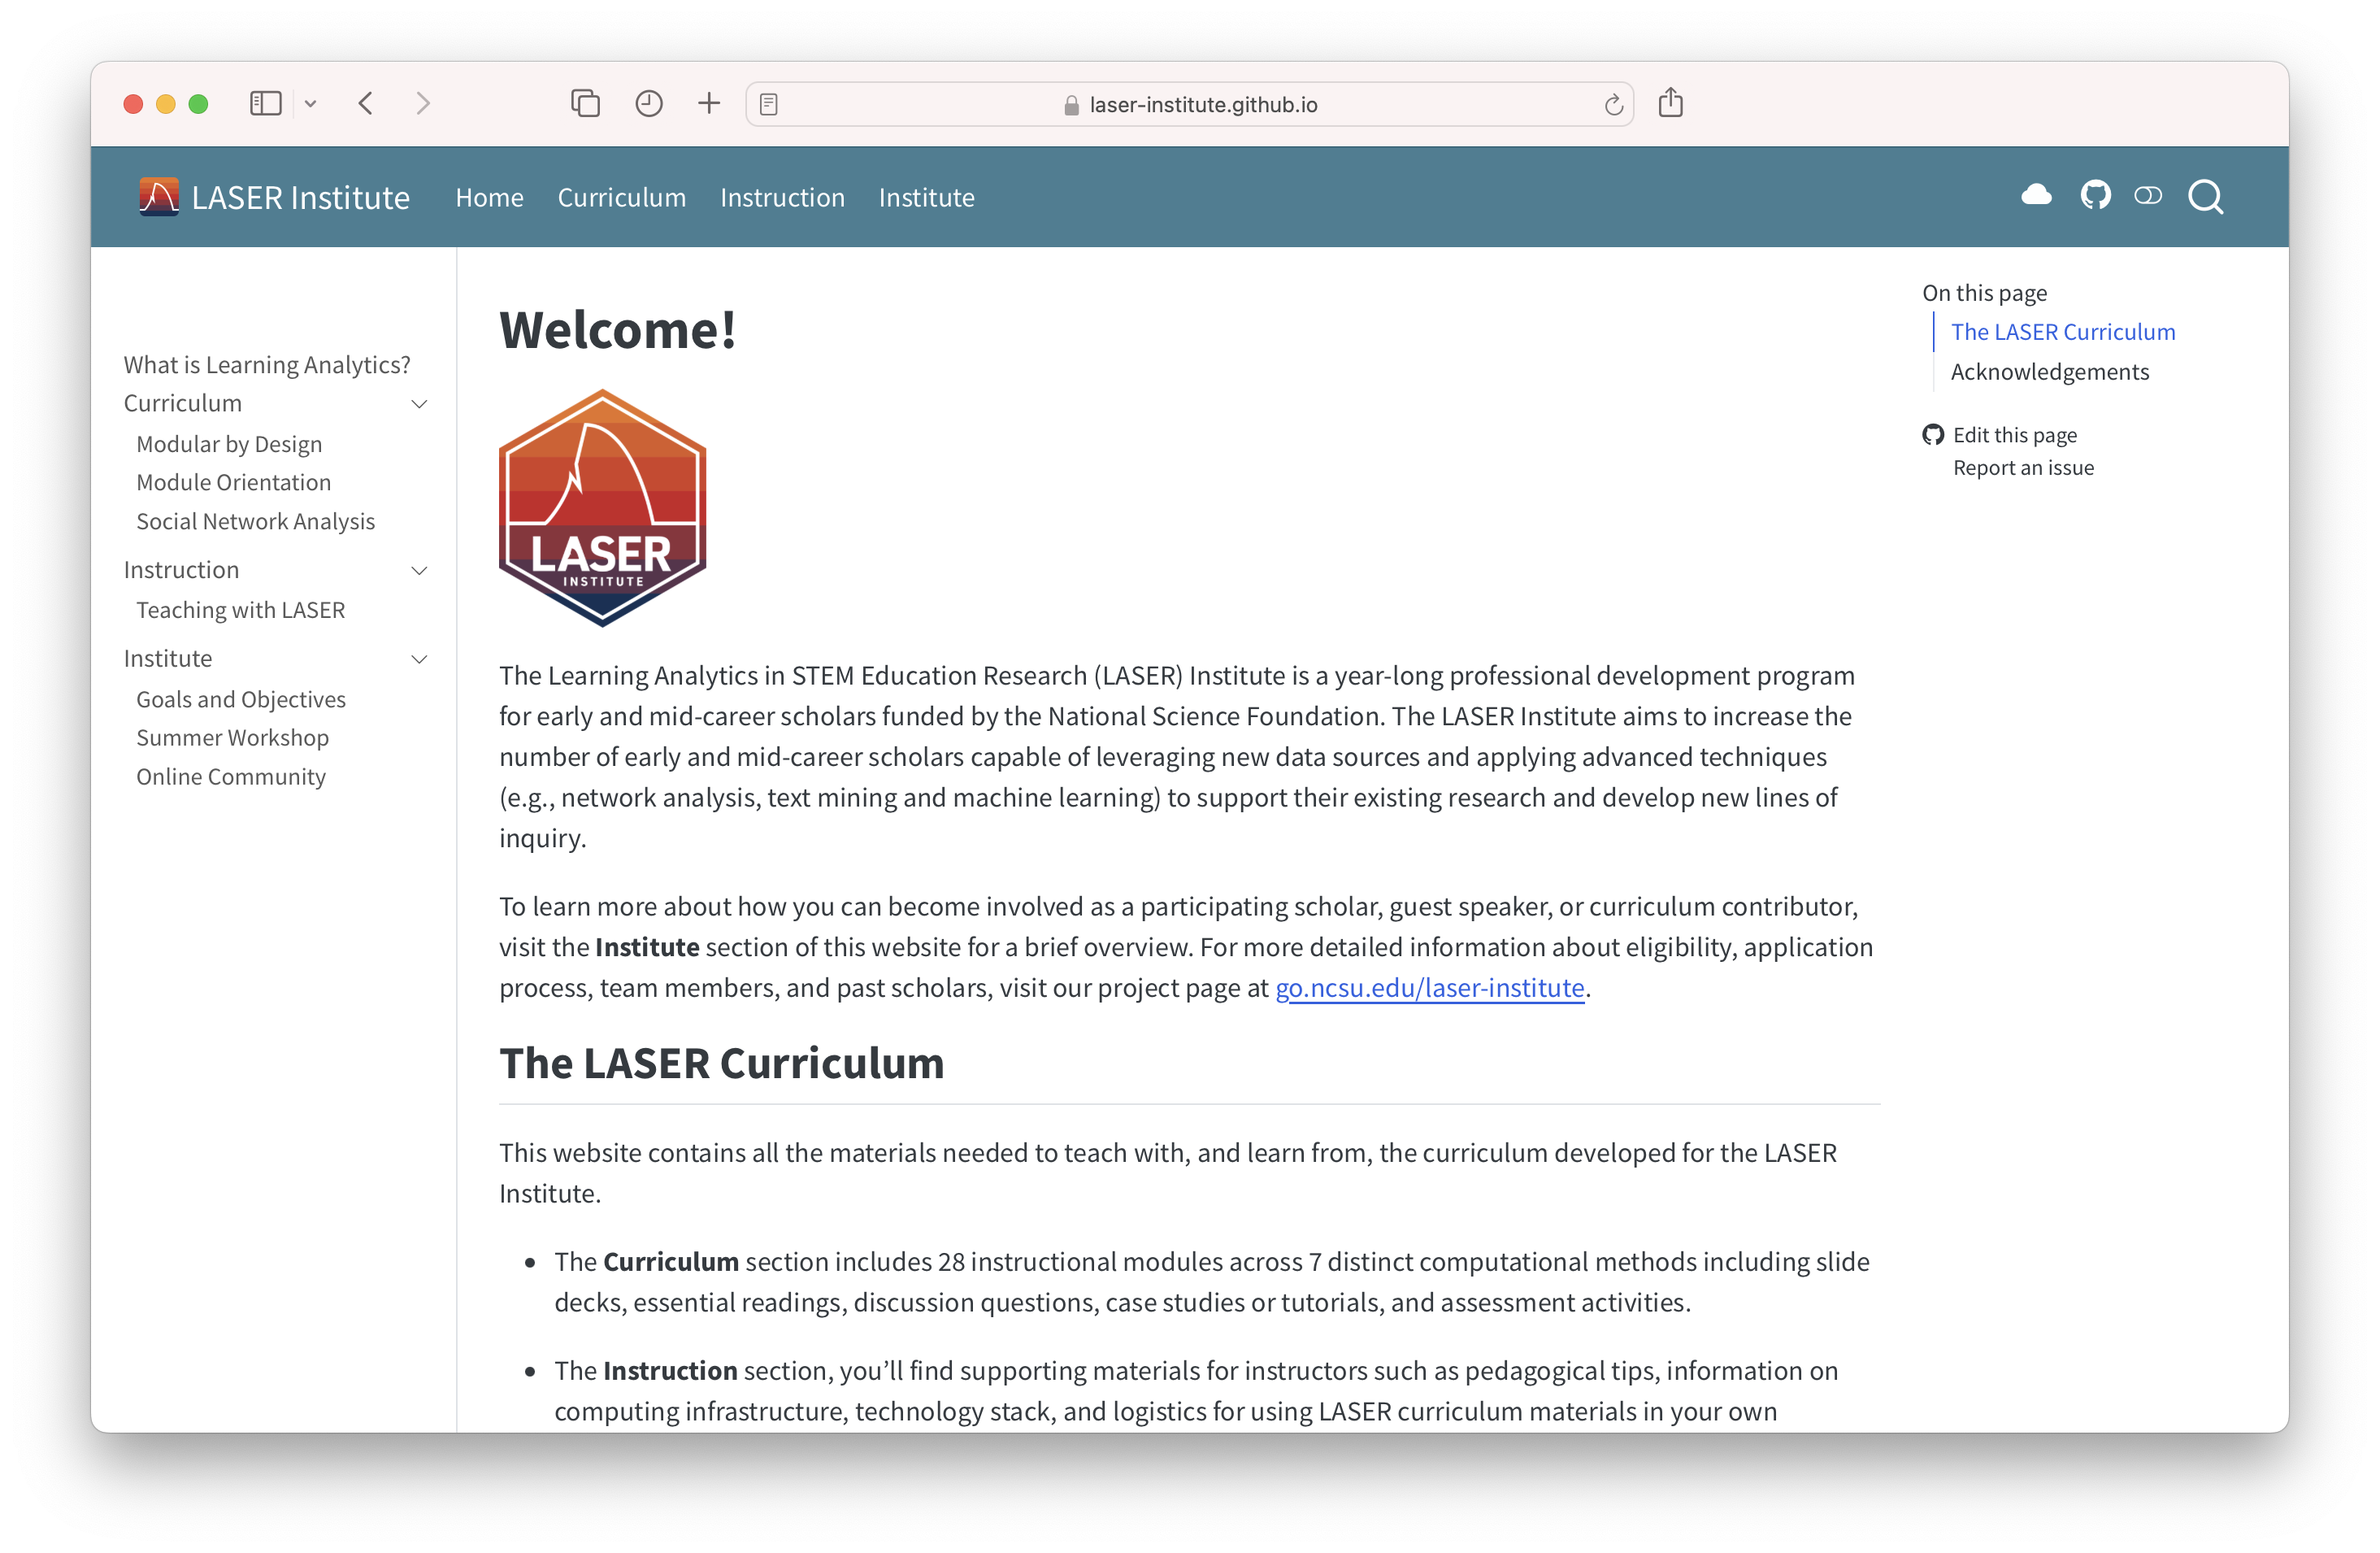 laser-institute.github.io
LASER Institute
Home
Curriculum
Instruction
Institute
What is Learning Analytics?
Curriculum
Modular by Design
Module Orientation
Social Network Analysis
Instruction
Teaching with LASER
Institute
Goals and Objectives
Summer Workshop
Online Community
Welcome!
LASER
INSTITUTE
The Learning Analytics in STEM Education Research (LASER) Institute is a year-long professional development program
for early and mid-career scholars funded by the National Science Foundation. The LASER Institute aims to increase the
number of early and mid-career scholars capable of leveraging new data sources and applying advanced techniques
(e.g., network analysis, text mining and machine learning) to support their existing research and develop new lines of
inquiry.
To learn more about how you can become involved as a participating scholar, guest speaker, or curriculum contributor,
visit the Institute section of this website for a brief overview. For more detailed information about eligibility, application
process, team members, and past scholars, visit our project page at go.ncsu.edu/laser-institute.
The LASER Curriculum
This website contains all the materials needed to teach with, and learn from, the curriculum developed for the LASER
Institute.
• The Curriculum section includes 28 instructional modules across 7 distinct computational methods including slide
decks, essential readings, discussion questions, case studies or tutorials, and assessment activities.
• The Instruction section, you’ll find supporting materials for instructors such as pedagogical tips, information on
computing infrastructure, technology stack, and logistics for using LASER curriculum materials in your own
On this page
The LASER Curriculum
Acknowledgements
Edit this page
Report an issue